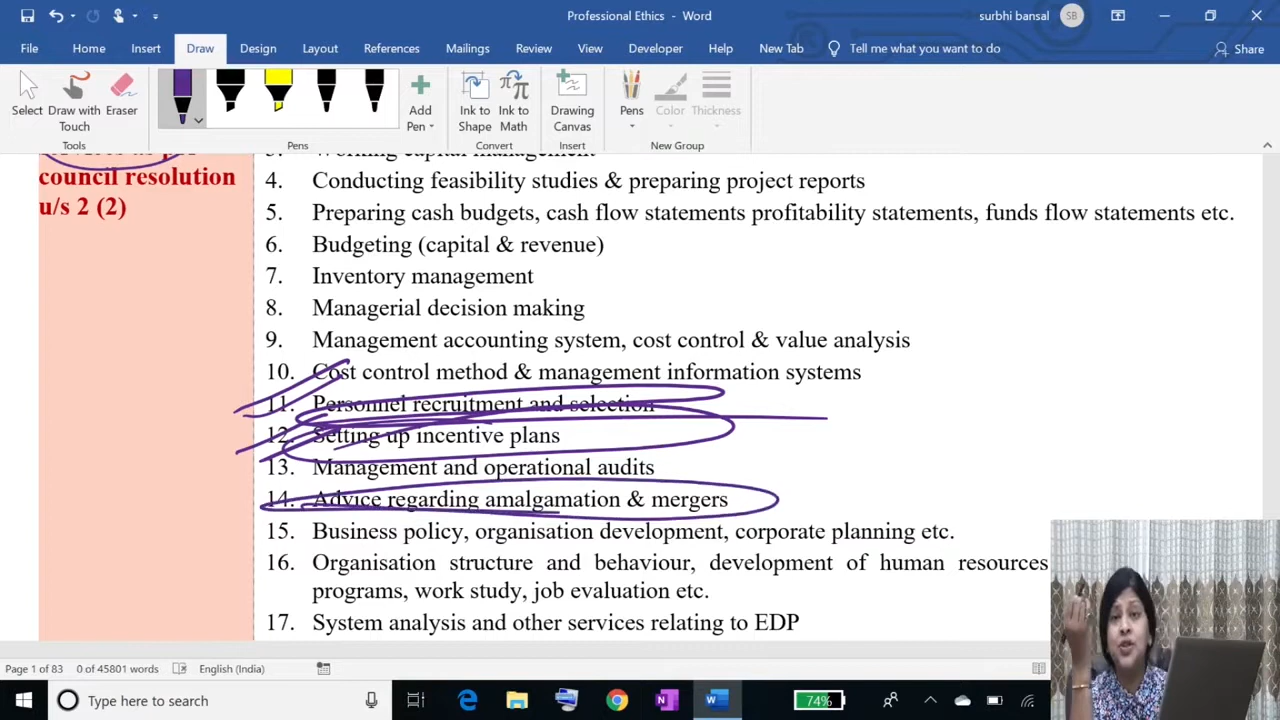 Professional Ethics - Word
surbhi bansal SB
File Home Insert Draw Design Layout References Mailings Review View Developer Help New Tab Tell me what you want to do Share
Select Draw with Touch Eraser Add Pen Ink to Shape Ink to Math Drawing Canvas Pens Color Thickness
Tools Pens Convert Insert New Group
services as per
council resolution
u/s 2 (2)
3. Working capital management
4. Conducting feasibility studies & preparing project reports
5. Preparing cash budgets, cash flow statements profitability statements, funds flow statements etc.
6. Budgeting (capital & revenue)
7. Inventory management
8. Managerial decision making
9. Management accounting system, cost control & value analysis
10. Cost control method & management information systems
11. Personnel recruitment and selection
12. Setting up incentive plans
13. Management and operational audits
14. Advice regarding amalgamation & mergers
15. Business policy, organisation development, corporate planning etc.
16. Organisation structure and behaviour, development of human resources
programs, work study, job evaluation etc.
17. System analysis and other services relating to EDP
Page 1 of 83 0 of 45801 words English (India)
Type here to search
74%